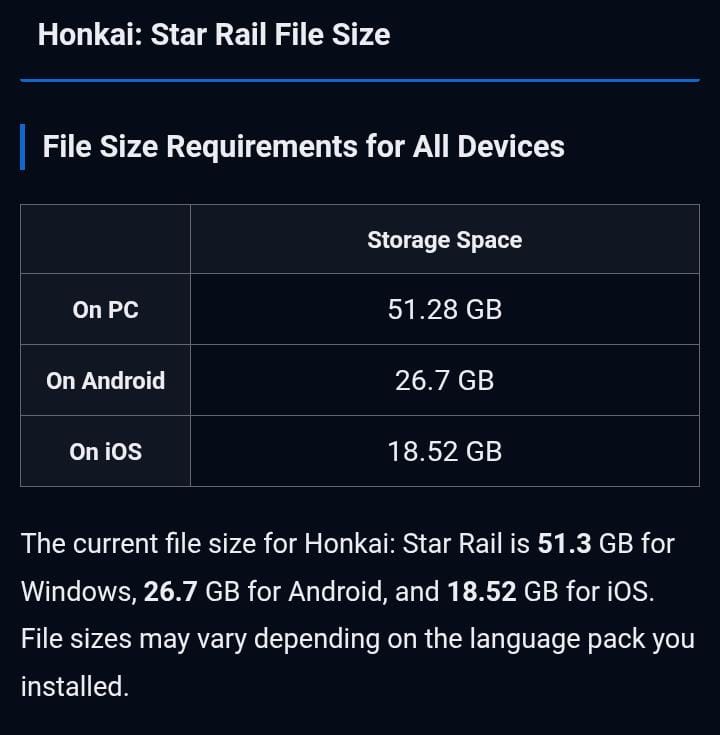 Honkai: Star Rail File Size
File Size Requirements for All Devices
Storage Space
On PC 51.28 GB
On Android 26.7 GB
On iOS 18.52 GB
The current file size for Honkai: Star Rail is 51.3 GB for
Windows, 26.7 GB for Android, and 18.52 GB for iOS.
File sizes may vary depending on the language pack you
installed.